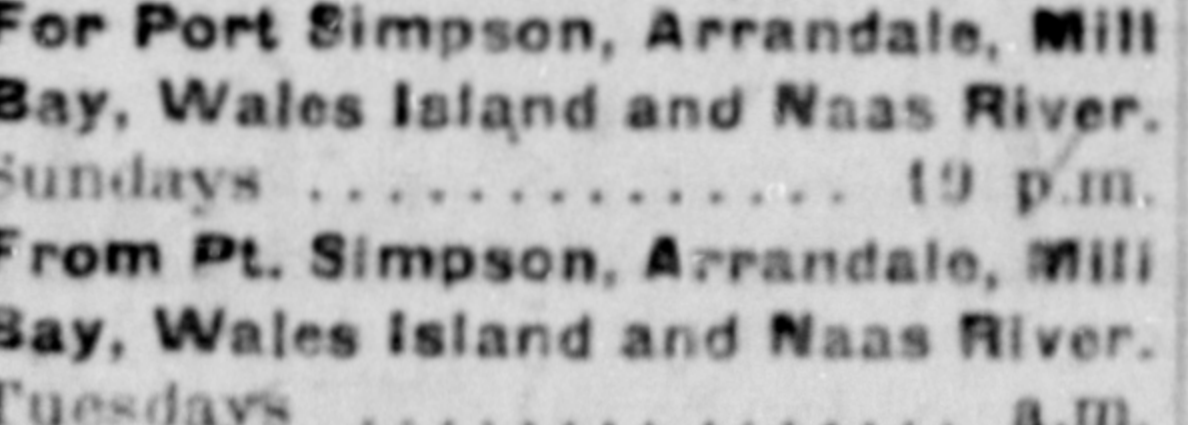 For Port Simpson, Arrandale, Mill
Bay, Wales Island and Naas River.
Sundays . . . . . . . . . . . . . . . 10 p.m.
From Pt. Simpson, Arrandale, Mill
Bay, Wales Island and Naas River.
Tuesdays . . . . . . . . . . . . . . . a.m.